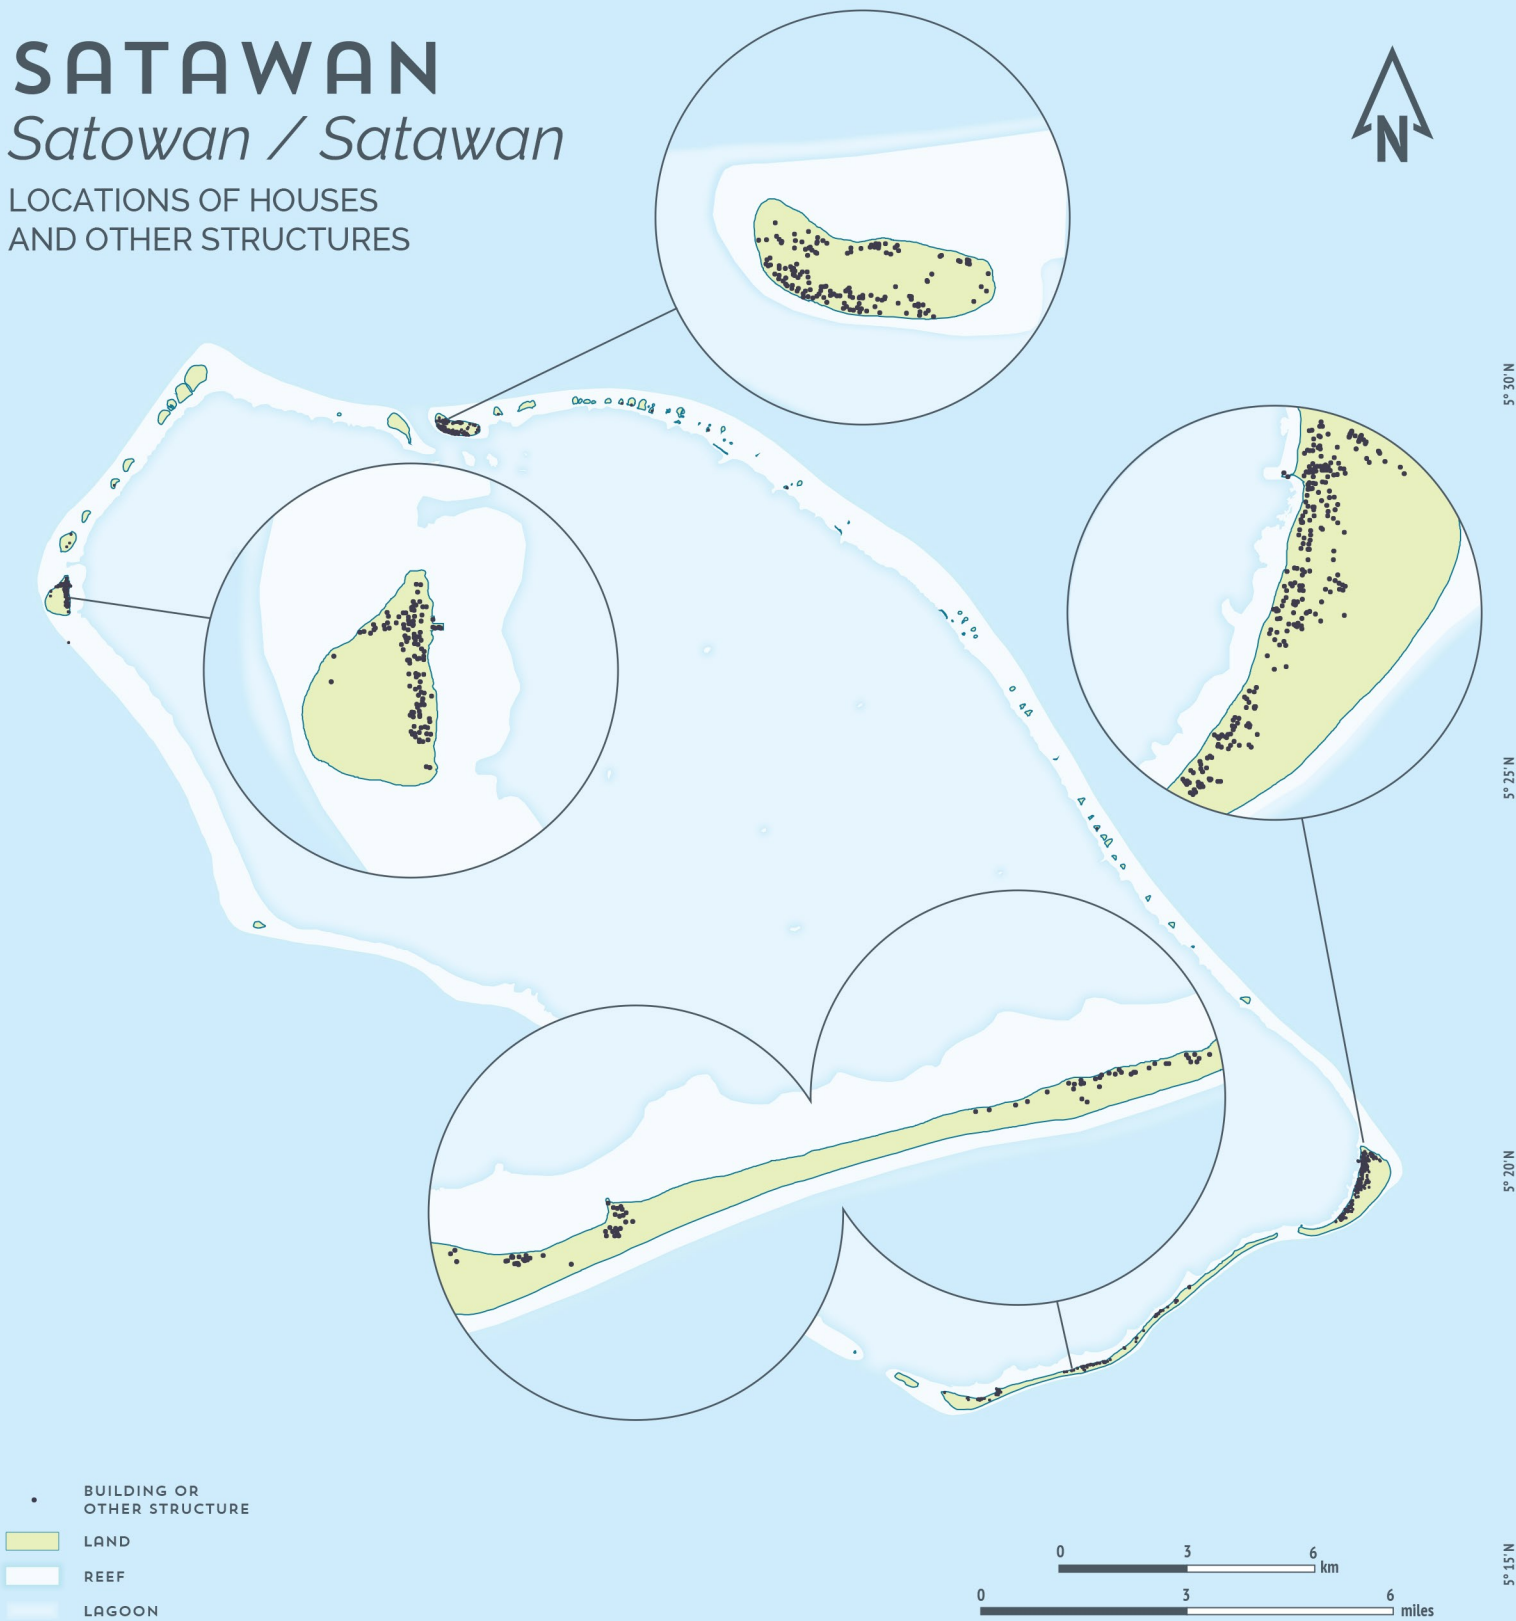 SATAWAN
Satowan / Satawan
LOCATIONS OF HOUSES
AND OTHER STRUCTURES
N
5° 30'N
5° 25'N
5° 20'N
5° 15'N
BUILDING OR
OTHER STRUCTURE
LAND
REEF
LAGOON
0 3 6 km
0 3 6 miles